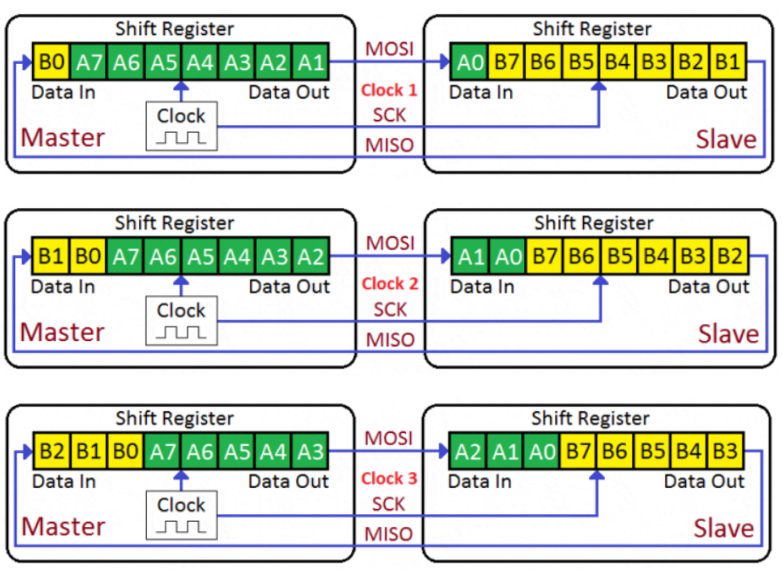 Shift Register Shift Register
B0 A7 A6 A5 A4 A3 A2 A1 MOSI A0 B7 B6 B5 B4 B3 B2 B1
Data In Data Out Clock 1 Data In Data Out
Clock SCK
Master MISO Slave
Shift Register Shift Register
B1 B0 A7 A6 A5 A4 A3 A2 MOSI A1 A0 B7 B6 B5 B4 B3 B2
Data In Data Out Clock 2 Data In Data Out
Clock SCK
Master MISO Slave
Shift Register Shift Register
B2 B1 B0 A7 A6 A5 A4 A3 MOSI A2 A1 A0 B7 B6 B5 B4 B3
Data In Data Out Clock 3 Data In Data Out
Clock SCK
Master MISO Slave